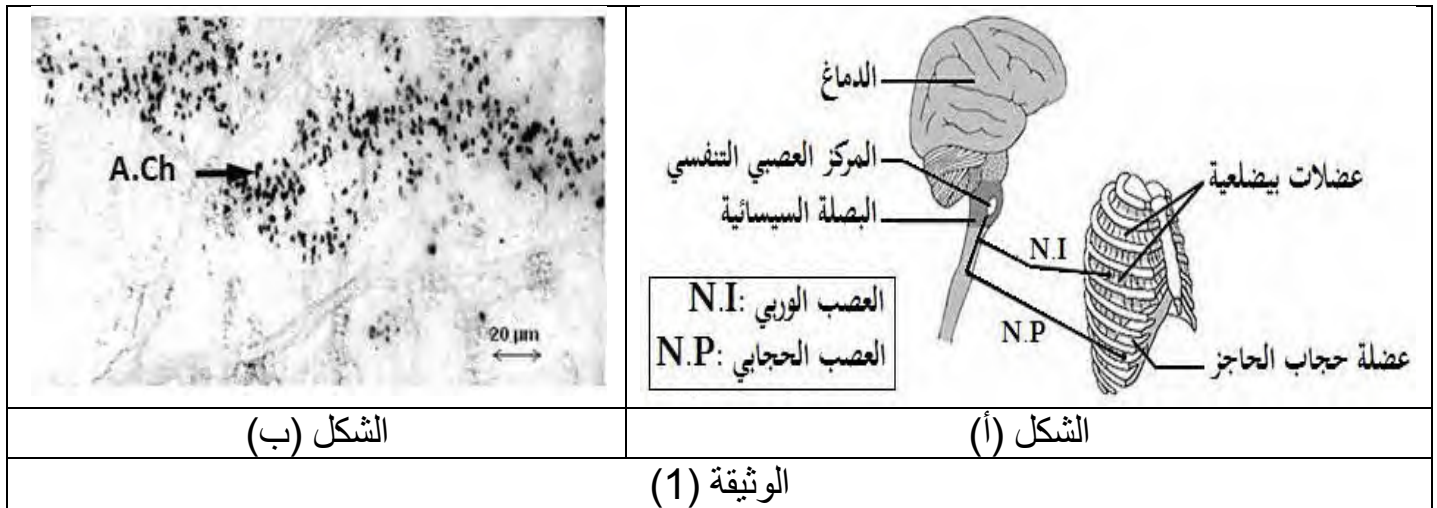 الدماغ
المركز العصبي التنفسي
البصلة السيسائية
عضلات بيضلعية
N.I
N.P
العصب الوربي :N.I
العصب الحجابي :N.P
عضلة حجاب الحاجز
A.Ch
20 µm
الشكل (أ)
الشكل (ب)
الوثيقة (1)